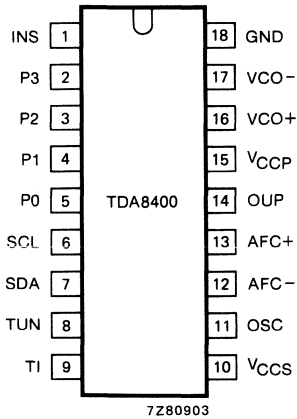 INS 1 18 GND
P3 2 17 VCO−
P2 3 16 VCO+
P1 4 15 VCCP
P0 5 TDA8400 14 OUP
SCL 6 13 AFC+
SDA 7 12 AFC−
TUN 8 11 OSC
TI 9 10 VCCS
7Z80903